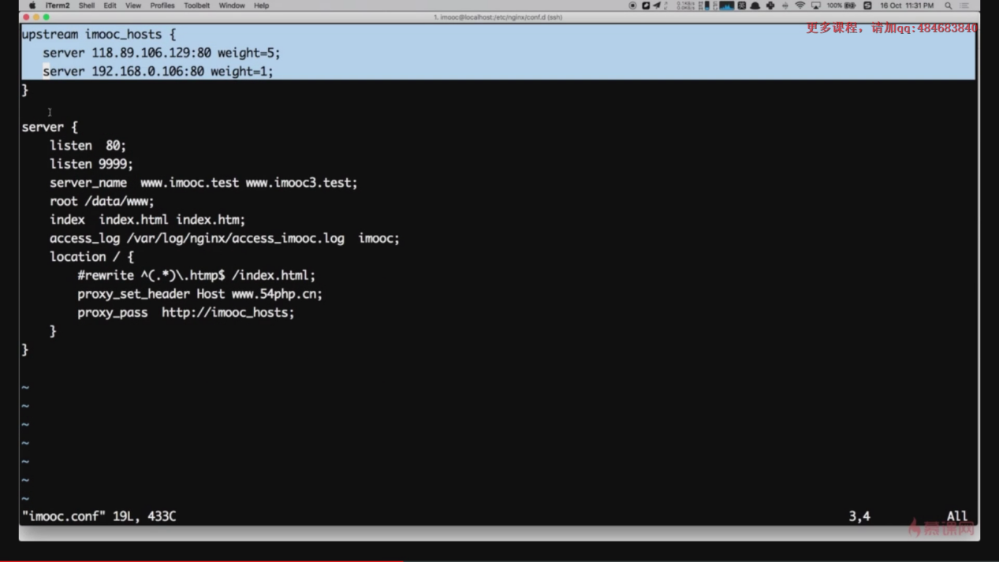 iTerm2 Shell Edit View Profiles Toolbelt Window Help 100% 16 Oct 11:31 PM
1. imooc@localhost:/etc/nginx/conf.d (ssh)
更多课程，请加qq:484683840
upstream imooc_hosts {
server 118.89.106.129:80 weight=5;
server 192.168.0.106:80 weight=1;
}
server {
listen  80;
listen 9999;
server_name  www.imooc.test www.imooc3.test;
root /data/www;
index  index.html index.htm;
access_log /var/log/nginx/access_imooc.log  imooc;
location / {
#rewrite ^(.*)\.htmp$ /index.html;
proxy_set_header Host www.54php.cn;
proxy_pass  http://imooc_hosts;
}
}
~
~
~
~
~
~
~
"imooc.conf" 19L, 433C 3,4 All
慕课网